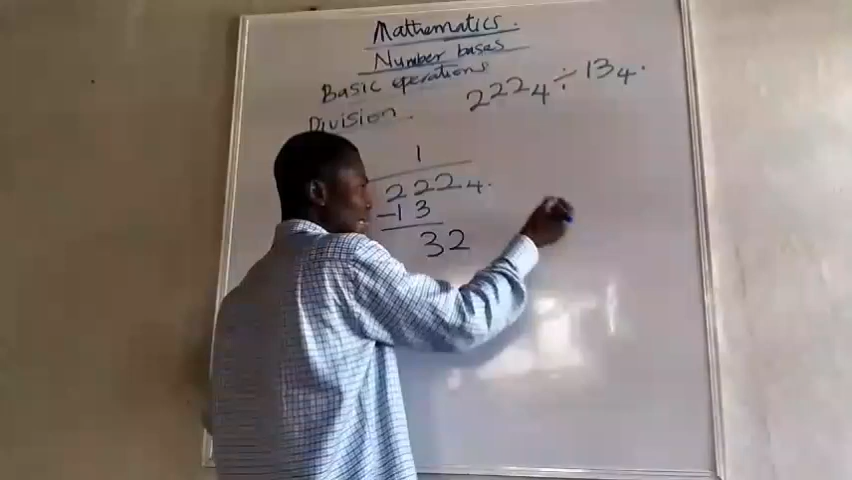 Mathematics.
Number bases
Basic operations
Division.
222₄ ÷ 13₄.
1
222₄.
-13
32